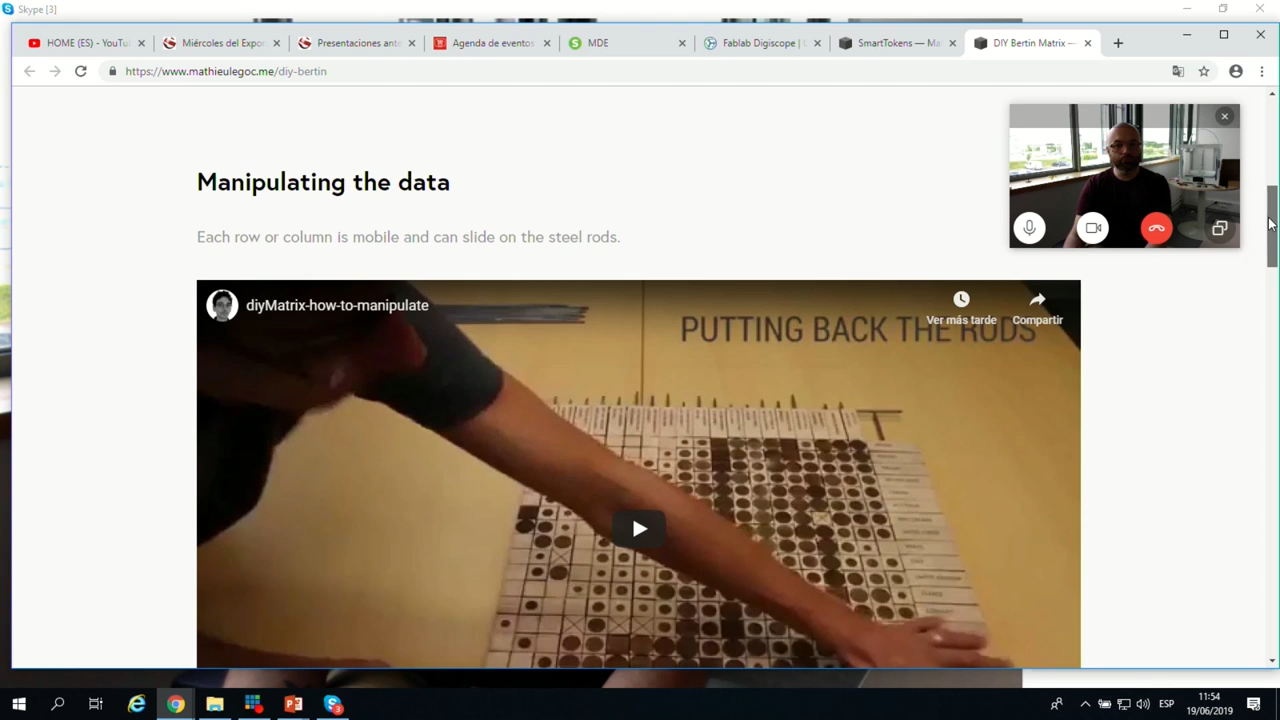 Skype [3]
HOME (ES) - YouTu
Miércoles del Expon
Presentaciones ante
Agenda de eventos
MDE
Fablab Digiscope | C
SmartTokens — Ma
DIY Bertin Matrix —
https://www.mathieulegoc.me/diy-bertin
Manipulating the data
Each row or column is mobile and can slide on the steel rods.
diyMatrix-how-to-manipulate
Ver más tarde
Compartir
PUTTING BACK THE RODS
ESP
11:54
19/06/2019